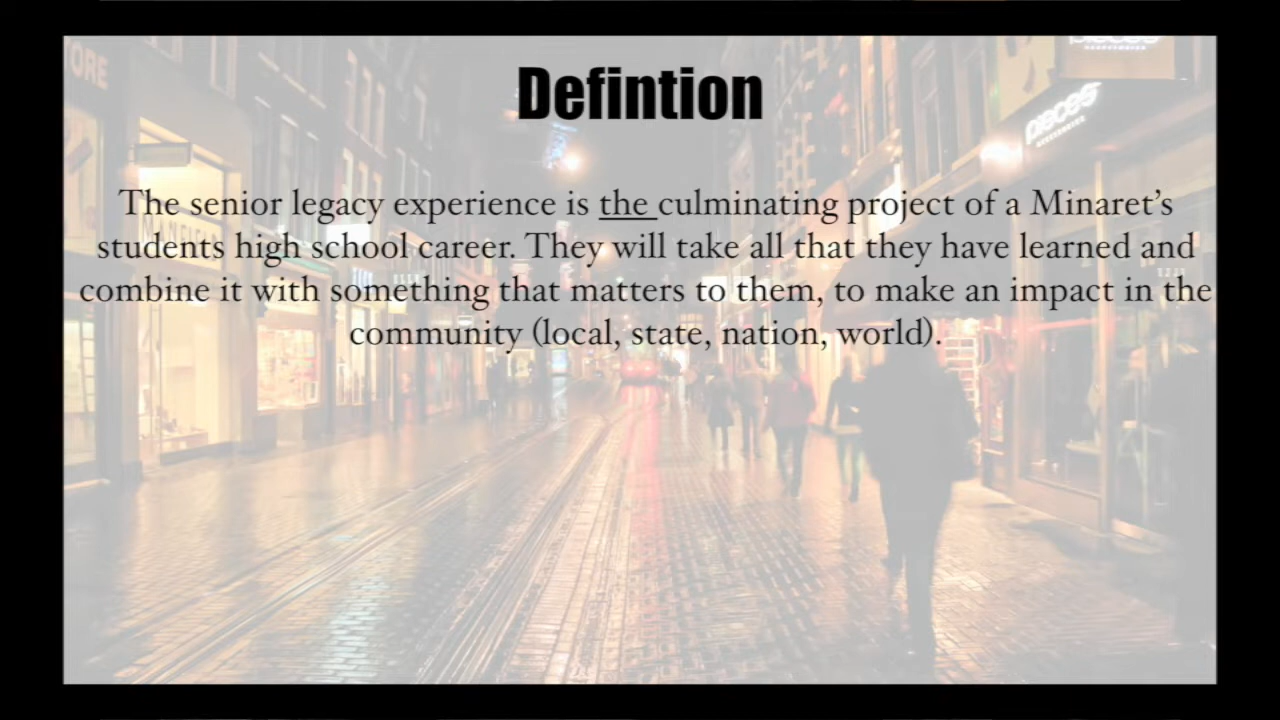 Defintion
The senior legacy experience is the culminating project of a Minaret’s
students high school career. They will take all that they have learned and
combine it with something that matters to them, to make an impact in the
community (local, state, nation, world).
ORE
pieces